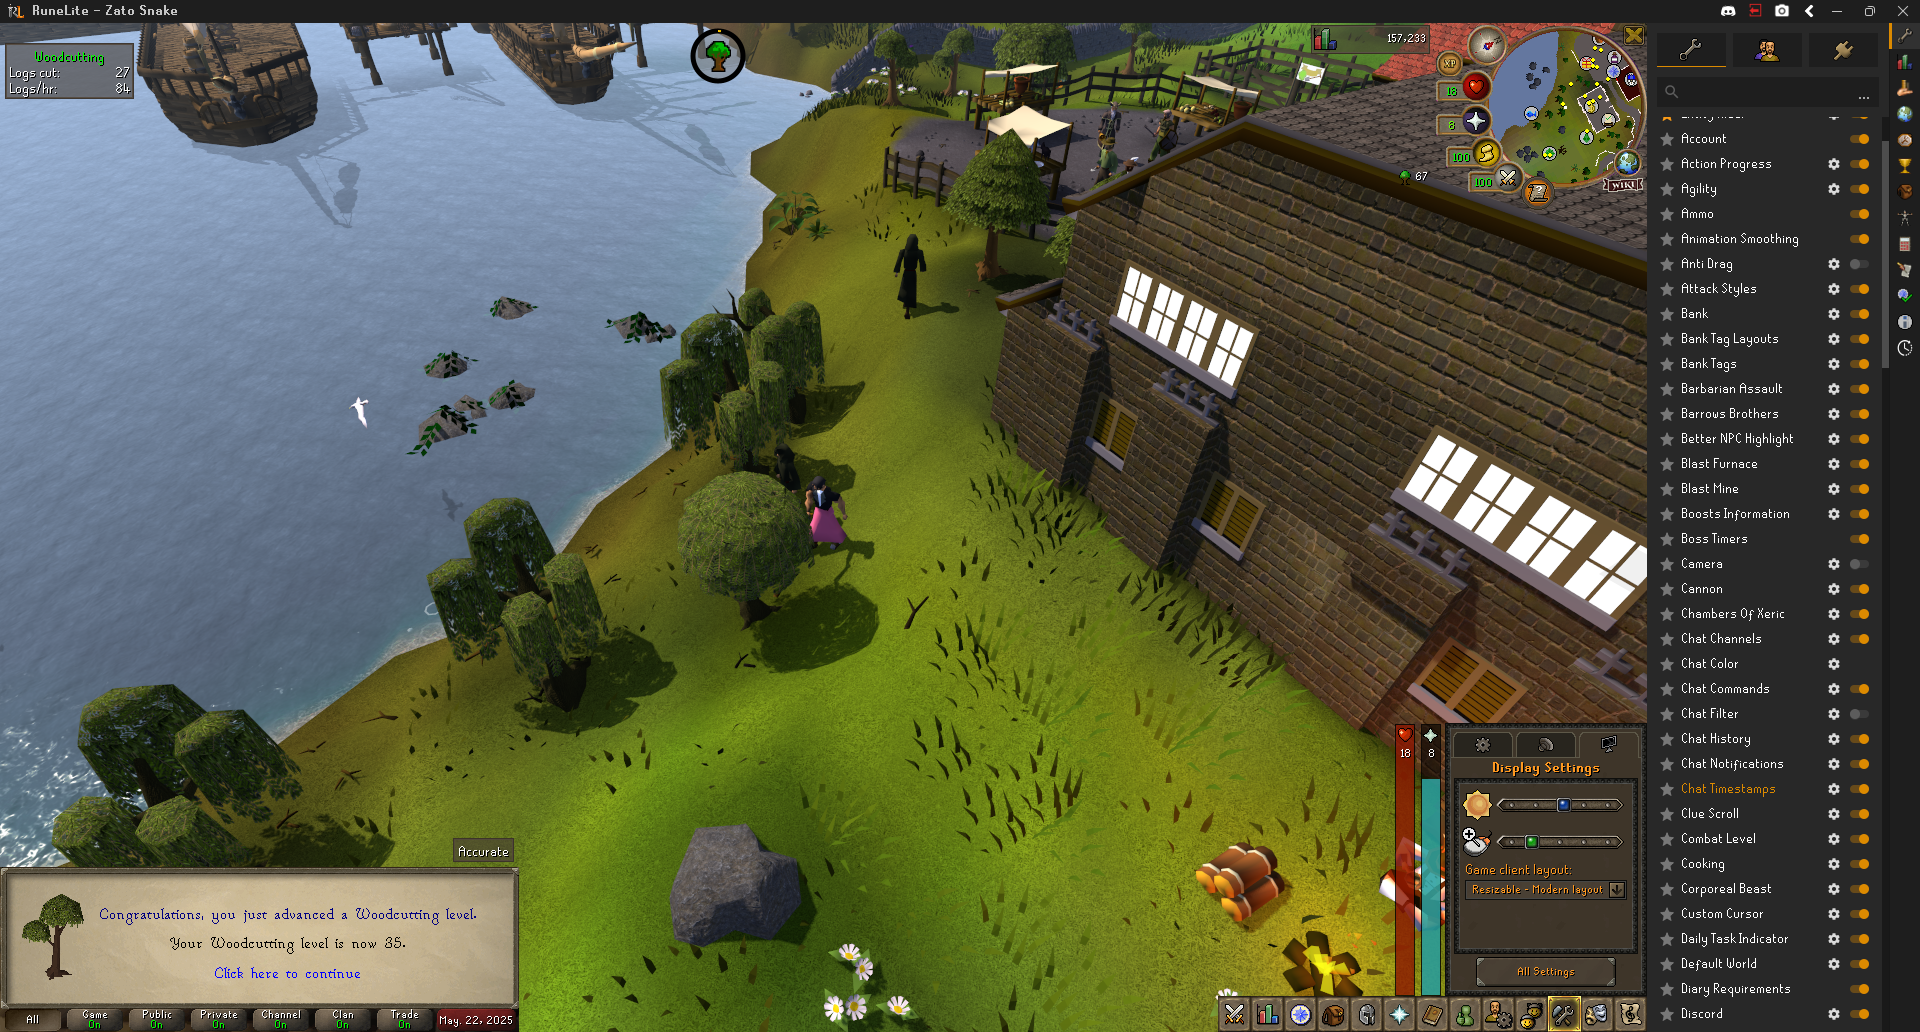 RuneLite - Zato Snake
Woodcutting
Logs cut: 27
Logs/hr: 84
157,233
XP
18
8
100
100
WIKI
67
...
Account
Action Progress
Agility
Ammo
Animation Smoothing
Anti Drag
Attack Styles
Bank
Bank Tag Layouts
Bank Tags
Barbarian Assault
Barrows Brothers
Better NPC Highlight
Blast Furnace
Blast Mine
Boosts Information
Boss Timers
Camera
Cannon
Chambers Of Xeric
Chat Channels
Chat Color
Chat Commands
Chat Filter
Chat History
Chat Notifications
Chat Timestamps
Clue Scroll
Combat Level
Cooking
Corporeal Beast
Custom Cursor
Daily Task Indicator
Default World
Diary Requirements
Discord
18
8
Display Settings
Game client layout:
Resizable - Modern layout
All Settings
Accurate
Congratulations, you just advanced a Woodcutting level.
Your Woodcutting level is now 35.
Click here to continue
All
Game
On
Public
On
Private
On
Channel
On
Clan
On
Trade
On
May. 22, 2025